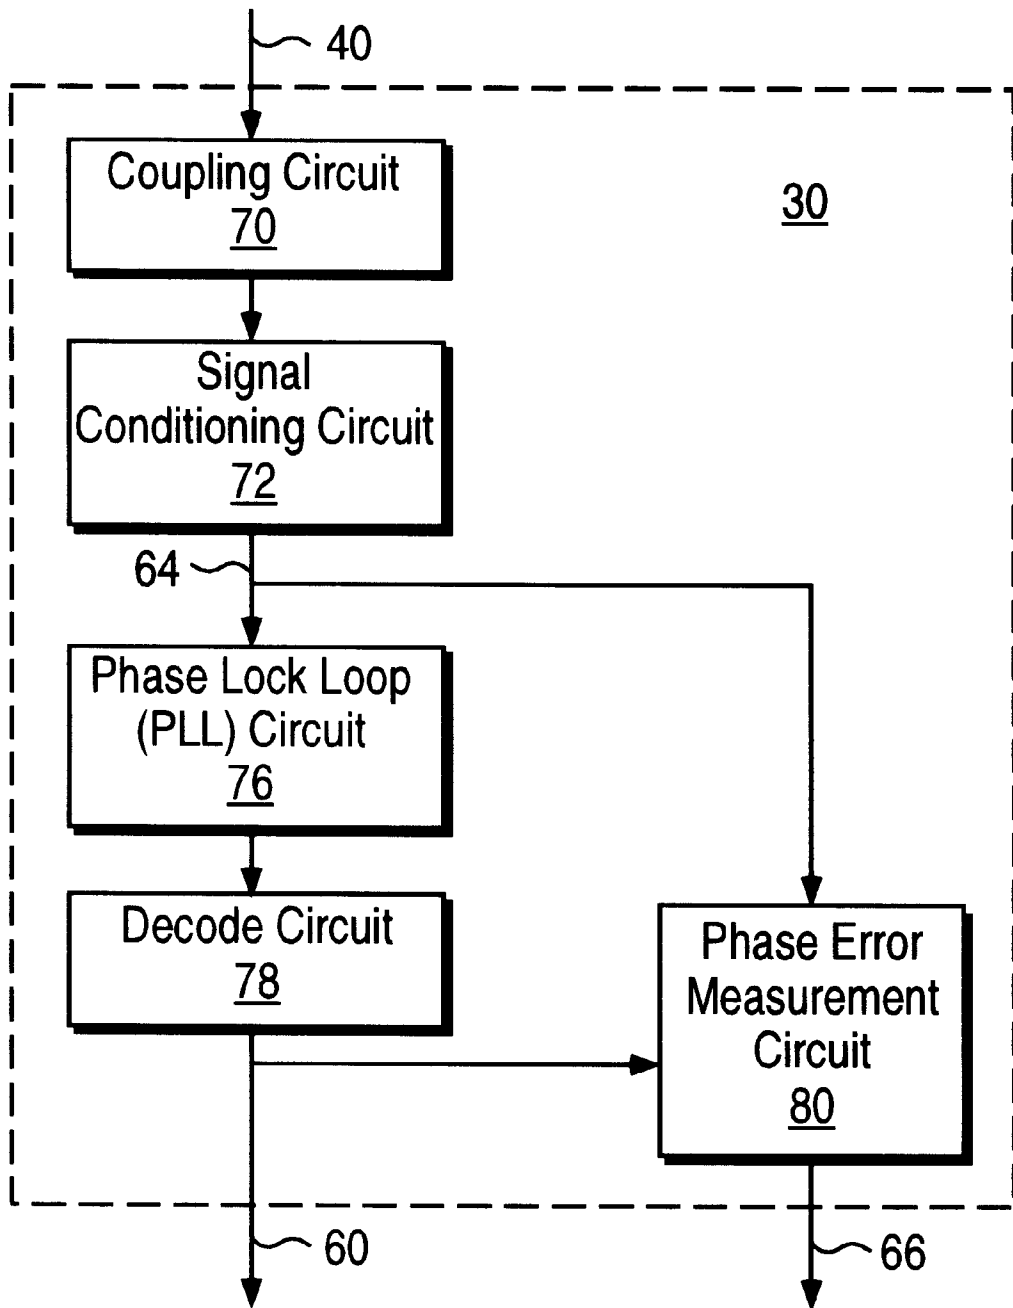 40
Coupling Circuit
70
30
Signal
Conditioning Circuit
72
64
Phase Lock Loop
(PLL) Circuit
76
Decode Circuit
78
Phase Error
Measurement
Circuit
80
60
66